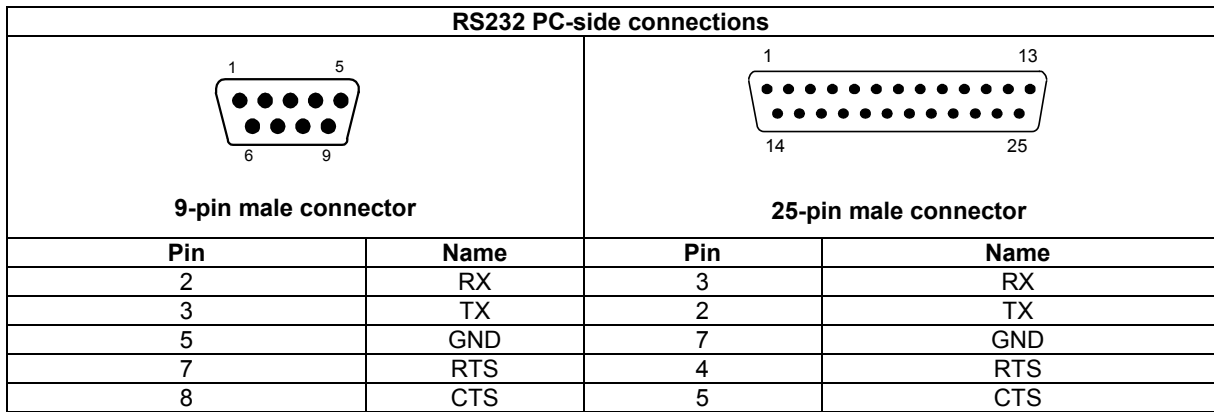 RS232 PC-side connections
1 5
6 9
9-pin male connector
1 13
14 25
25-pin male connector
Pin Name Pin Name
2 RX 3 RX
3 TX 2 TX
5 GND 7 GND
7 RTS 4 RTS
8 CTS 5 CTS